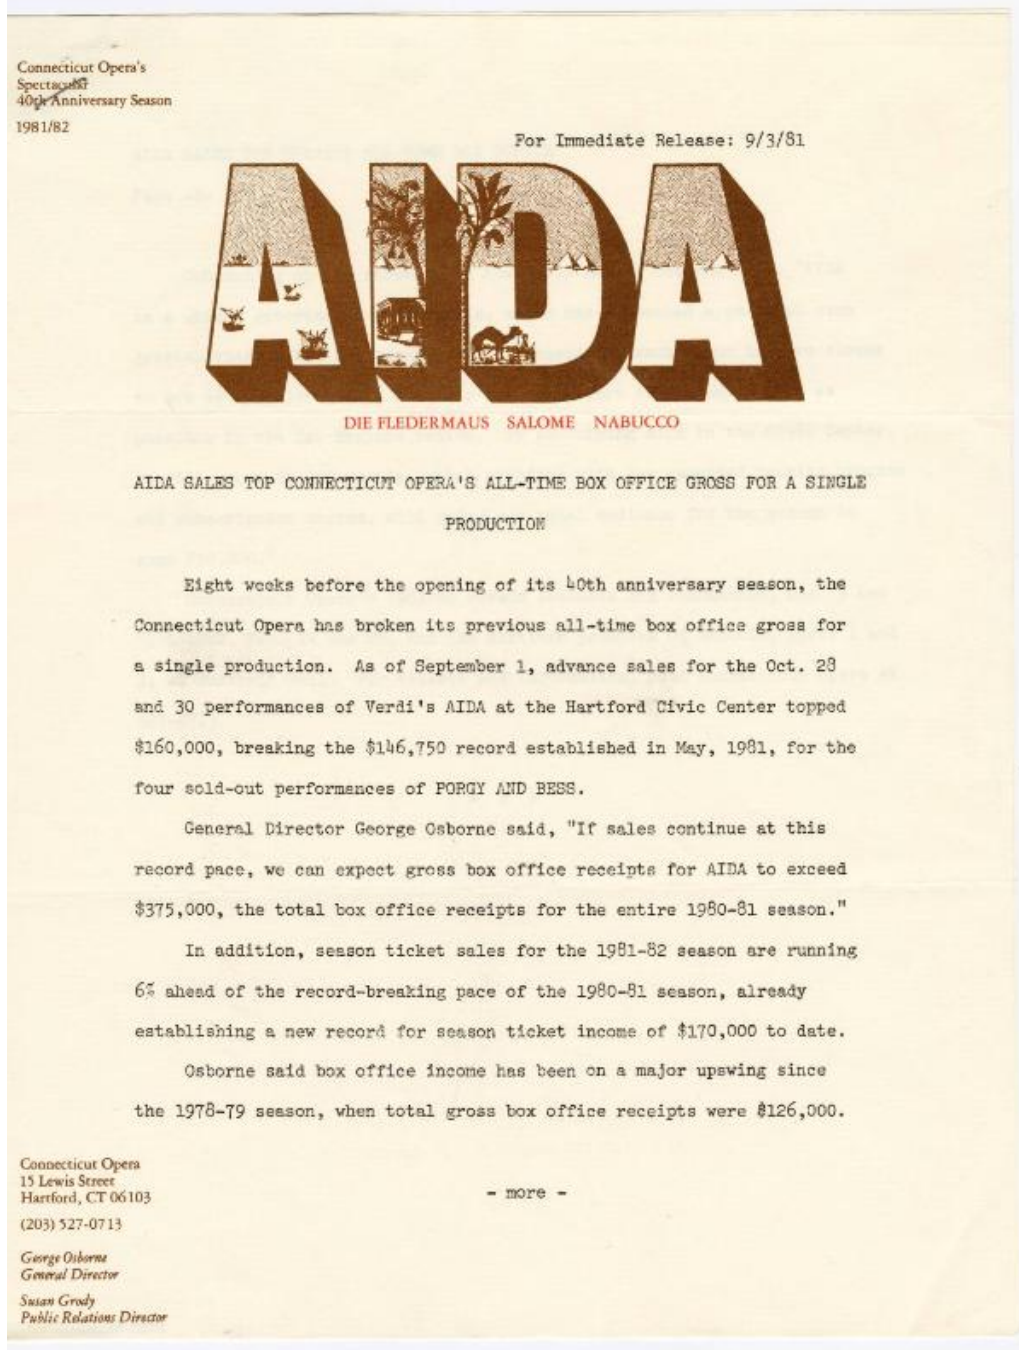 Connecticut Opera's
Spectacular
40th Anniversary Season
1981/82
For Immediate Release: 9/3/81
AIDA
DIE FLEDERMAUS SALOME NABUCCO
AIDA SALES TOP CONNECTICUT OPERA'S ALL-TIME BOX OFFICE GROSS FOR A SINGLE
PRODUCTION
Eight weeks before the opening of its 40th anniversary season, the
Connecticut Opera has broken its previous all-time box office gross for
a single production. As of September 1, advance sales for the Oct. 28
and 30 performances of Verdi's AIDA at the Hartford Civic Center topped
$160,000, breaking the $146,750 record established in May, 1981, for the
four sold-out performances of PORGY AND BESS.
General Director George Osborne said, "If sales continue at this
record pace, we can expect gross box office receipts for AIDA to exceed
$375,000, the total box office receipts for the entire 1980-81 season."
In addition, season ticket sales for the 1981-82 season are running
6% ahead of the record-breaking pace of the 1980-81 season, already
establishing a new record for season ticket income of $170,000 to date.
Osborne said box office income has been on a major upswing since
the 1978-79 season, when total gross box office receipts were $126,000.
- more -
Connecticut Opera
15 Lewis Street
Hartford, CT 06103
(203) 527-0713
George Osborne
General Director
Susan Grody
Public Relations Director